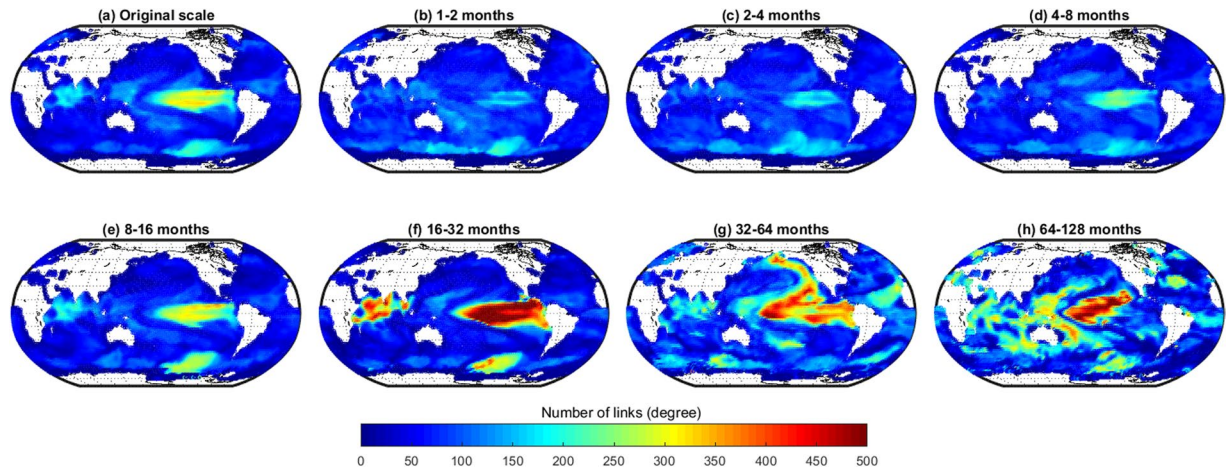 (a) Original scale
(b) 1-2 months
(c) 2-4 months
(d) 4-8 months
(e) 8-16 months
(f) 16-32 months
(g) 32-64 months
(h) 64-128 months
Number of links (degree)
0 50 100 150 200 250 300 350 400 450 500